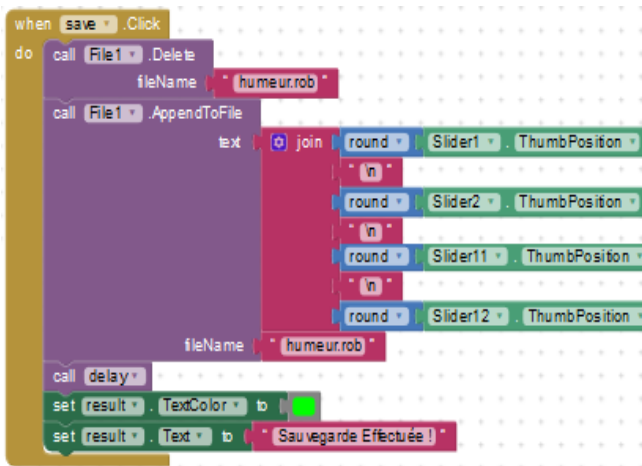 when save .Click
do call File1 .Delete
fileName " humeur.rob "
call File1 .AppendToFile
text join round Slider1 . ThumbPosition
" \n "
round Slider2 . ThumbPosition
" \n "
round Slider11 . ThumbPosition
" \n "
round Slider12 . ThumbPosition
fileName " humeur.rob "
call delay
set result . TextColor to
set result . Text to " Sauvegarde Effectuée ! "